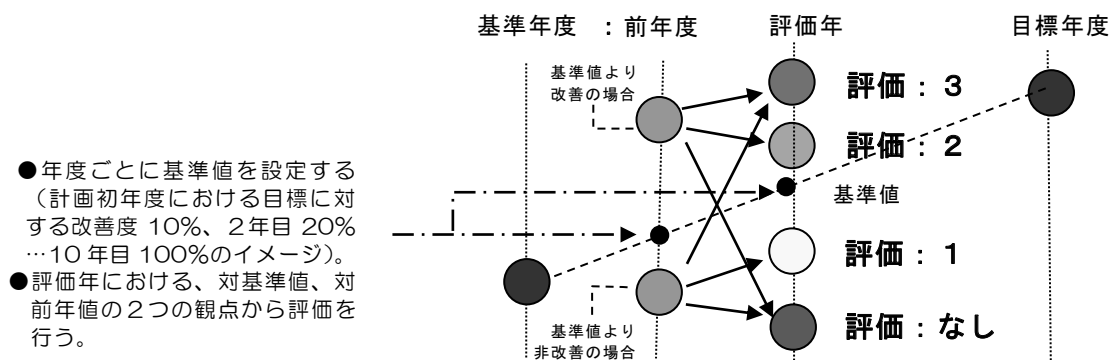 基準年度 ：前年度 評価年 目標年度
基準値より
改善の場合
評価：３
評価：２
基準値
評価：１
評価：なし
基準値より
非改善の場合
●年度ごとに基準値を設定する
（計画初年度における目標に対
する改善度 10%、２年目 20%
…10 年目 100%のイメージ）。
●評価年における、対基準値、対
前年値の２つの観点から評価を
行う。